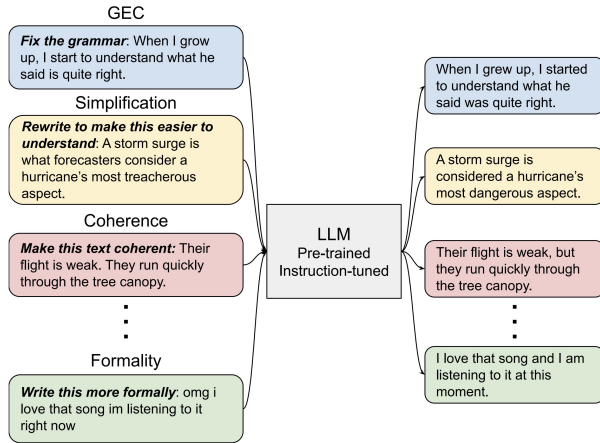 GEC
Fix the grammar: When I grow
up, I start to understand what he
said is quite right.
Simplification
Rewrite to make this easier to
understand: A storm surge is
what forecasters consider a
hurricane’s most treacherous
aspect.
Coherence
Make this text coherent: Their
flight is weak. They run quickly
through the tree canopy.
Formality
Write this more formally: omg i
love that song im listening to it
right now
LLM
Pre-trained
Instruction-tuned
When I grew up, I started
to understand what he
said was quite right.
A storm surge is
considered a hurricane’s
most dangerous aspect.
Their flight is weak, but
they run quickly through
the tree canopy.
I love that song and I am
listening to it at this
moment.